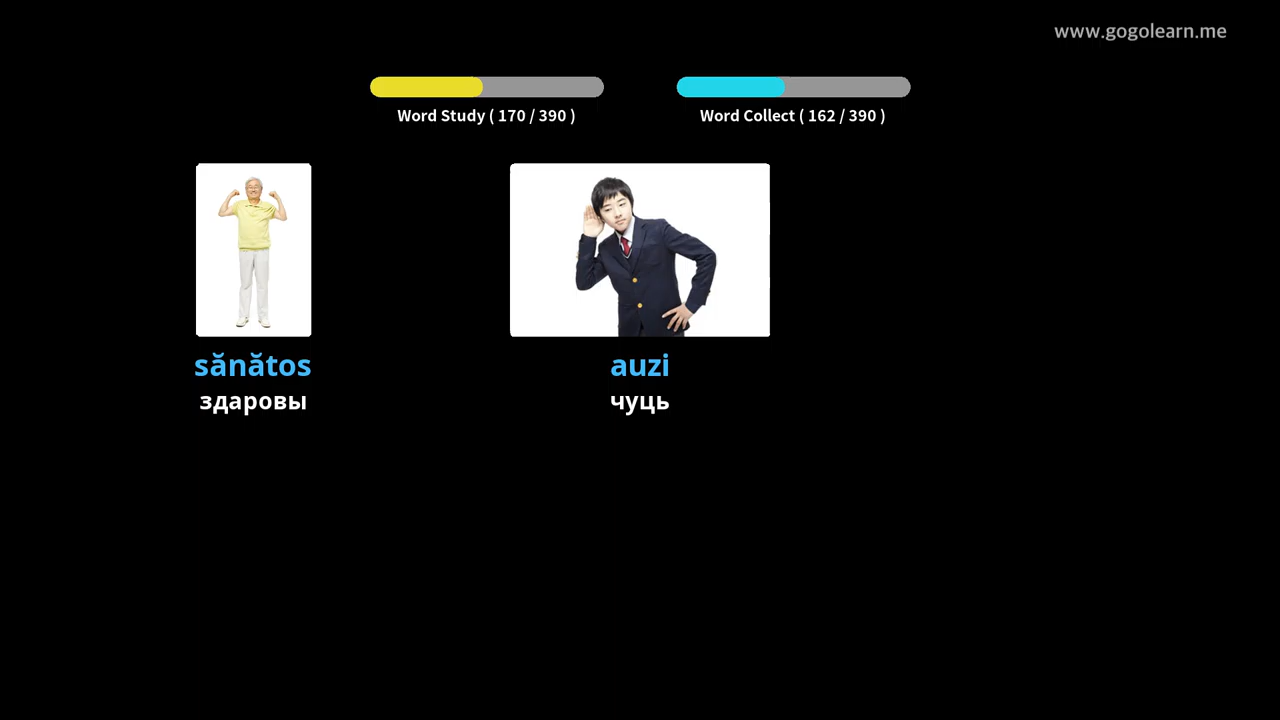 www.gogolearn.me
Word Study ( 170 / 390 )
Word Collect ( 162 / 390 )
sănătos
здаровы
auzi
чуць